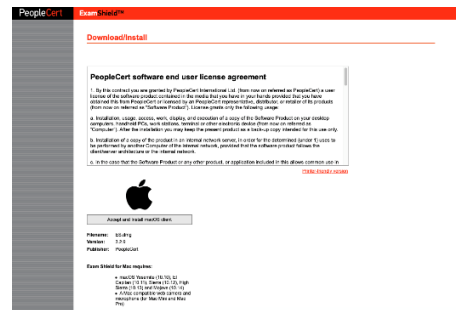 PeopleCert ExamShield™
Download/Install
PeopleCert software end user license agreement
1. By this contract you are granted by PeopleCert International Ltd. (from now on referred as PeopleCert) a user
license of the software product contained in the media that you have in your hands provided that you have
obtained this from PeopleCert or licensed by an PeopleCert representative, distributor, or retailer of its products
(from now on referred as "Software Product"). License grants only the following usage:
a. Installation, usage, access, work, display, and execution of a copy of the Software Product on your desktop
computers, handheld PCs, work stations, terminal or other electronic device (from now on referred as
"Computer"). After the installation you may keep the present product as a back-up copy intended for this use only.
b. Installation of a copy of the product in an internal network server, in order for the determined (under 1) uses to
be performed by another Computer of the internal network, provided that the software product follows the
client/server architecture or the internal network.
c. In the case that the Software Product or any other product, or application included in this allows common use in
Printer-friendly version
Accept and Install macOS client
Filename:
Version: 3.2.0
Publisher: PeopleCert
Exam Shield for Mac requires:
• macOS Yosemite (10.10), El
Capitan (10.11), Sierra (10.12), High
Sierra (10.13) and Mojave (10.14)
• A Mac compatible web camera and
microphone (for Mac Mini and Mac
Pro)